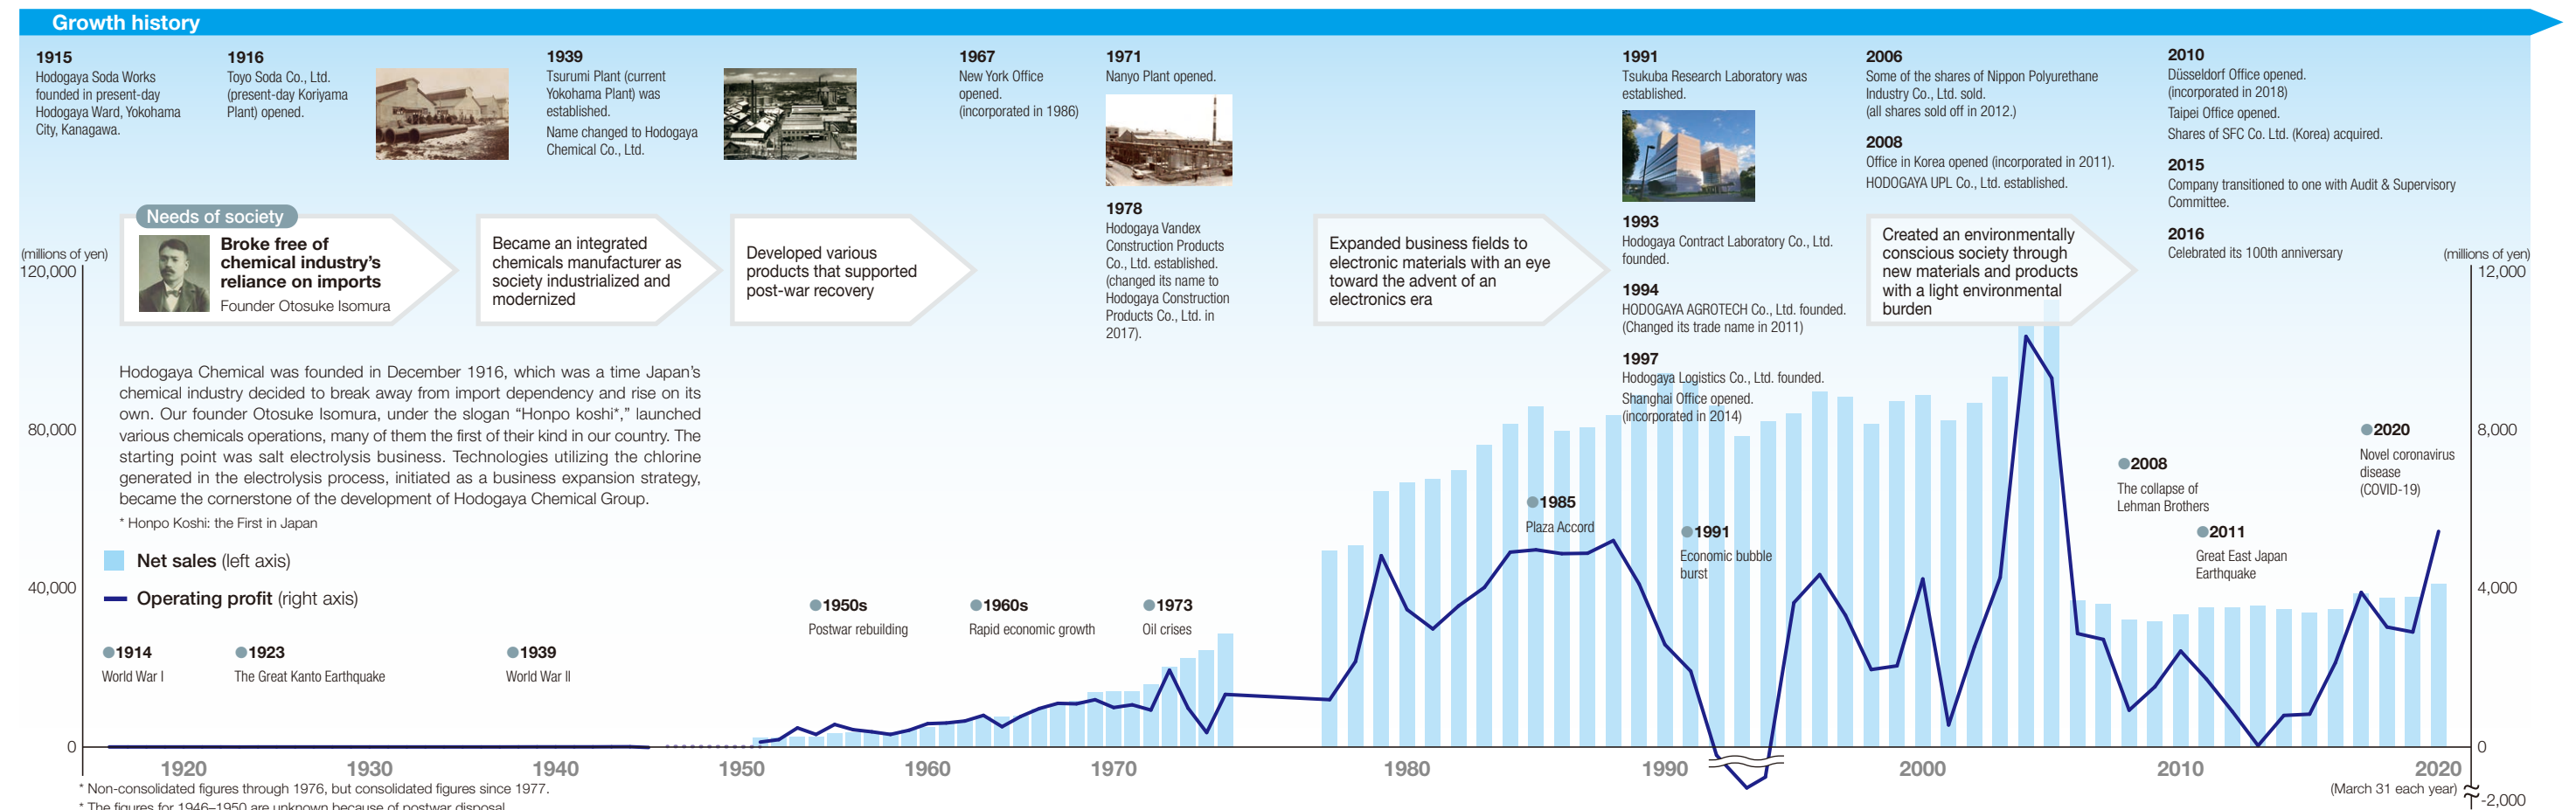 Growth history
1915
Hodogaya Soda Works
founded in present-day
Hodogaya Ward, Yokohama
City, Kanagawa.
1916
Toyo Soda Co., Ltd.
(present-day Koriyama
Plant) opened.
1939
Tsurumi Plant (current
Yokohama Plant) was
established.
Name changed to Hodogaya
Chemical Co., Ltd.
1967
New York Office
opened.
(incorporated in 1986)
1971
Nanyo Plant opened.
1978
Hodogaya Vandex
Construction Products
Co., Ltd. established.
(changed its name to
Hodogaya Construction
Products Co., Ltd. in
2017).
1991
Tsukuba Research Laboratory was
established.
1993
Hodogaya Contract Laboratory Co., Ltd.
founded.
1994
HODOGAYA AGROTECH Co., Ltd. founded.
(Changed its trade name in 2011)
1997
Hodogaya Logistics Co., Ltd. founded.
Shanghai Office opened.
(incorporated in 2014)
2006
Some of the shares of Nippon Polyurethane
Industry Co., Ltd. sold.
(all shares sold off in 2012.)
2008
Office in Korea opened (incorporated in 2011).
HODOGAYA UPL Co., Ltd. established.
2010
Düsseldorf Office opened.
(incorporated in 2018)
Taipei Office opened.
Shares of SFC Co. Ltd. (Korea) acquired.
2015
Company transitioned to one with Audit & Supervisory
Committee.
2016
Celebrated its 100th anniversary
Needs of society
Broke free of
chemical industry's
reliance on imports
Founder Otosuke Isomura
Became an integrated
chemicals manufacturer as
society industrialized and
modernized
Developed various
products that supported
post-war recovery
Expanded business fields to
electronic materials with an eye
toward the advent of an
electronics era
Created an environmentally
conscious society through
new materials and products
with a light environmental
burden
Hodogaya Chemical was founded in December 1916, which was a time Japan's
chemical industry decided to break away from import dependency and rise on its
own. Our founder Otosuke Isomura, under the slogan “Honpo koshi*,” launched
various chemicals operations, many of them the first of their kind in our country. The
starting point was salt electrolysis business. Technologies utilizing the chlorine
generated in the electrolysis process, initiated as a business expansion strategy,
became the cornerstone of the development of Hodogaya Chemical Group.
* Honpo Koshi: the First in Japan
Net sales (left axis)
Operating profit (right axis)
(millions of yen)
120,000
80,000
40,000
0
(millions of yen)
12,000
8,000
4,000
0
-2,000
1914
World War I
1923
The Great Kanto Earthquake
1939
World War II
1950s
Postwar rebuilding
1960s
Rapid economic growth
1973
Oil crises
1985
Plaza Accord
1991
Economic bubble
burst
2008
The collapse of
Lehman Brothers
2011
Great East Japan
Earthquake
2020
Novel coronavirus
disease
(COVID-19)
1920 1930 1940 1950 1960 1970 1980 1990 2000 2010 2020
(March 31 each year)
* Non-consolidated figures through 1976, but consolidated figures since 1977.
* The figures for 1946–1950 are unknown because of postwar disposal.